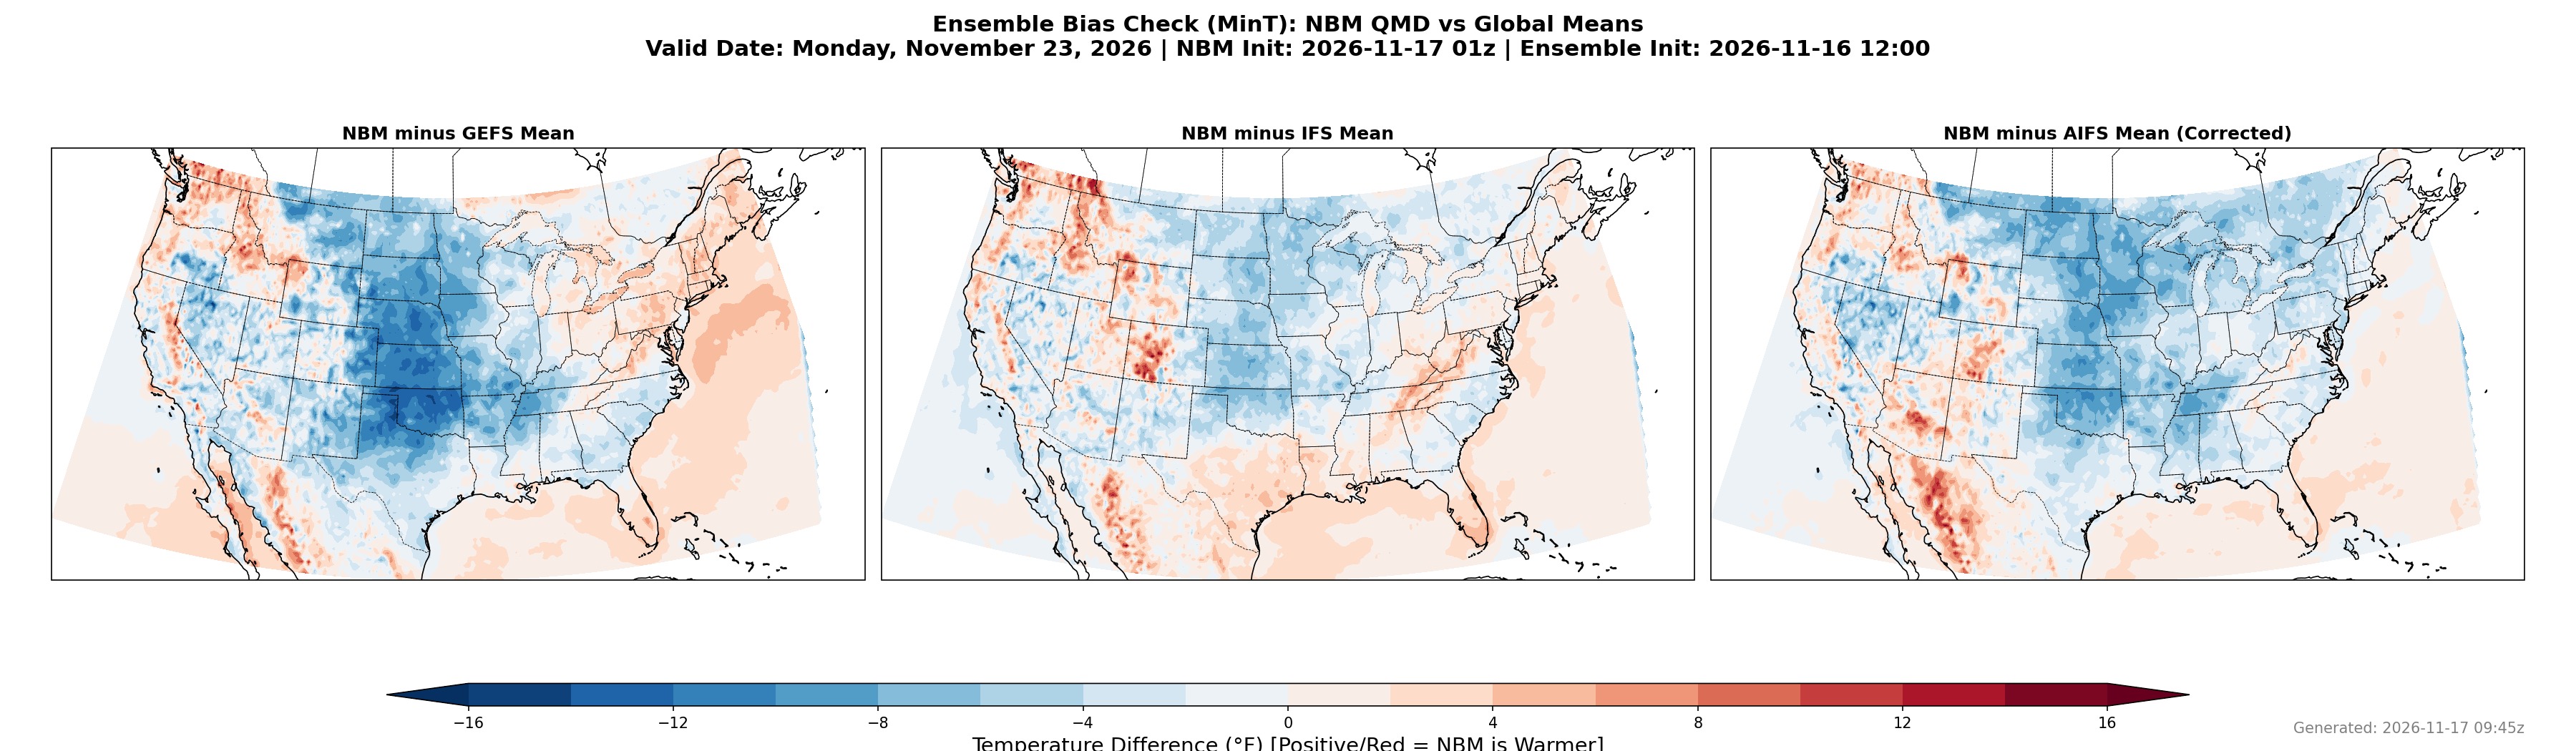 Ensemble Bias Check (MinT): NBM QMD vs Global Means
Valid Date: Monday, November 23, 2026 | NBM Init: 2026-11-17 01z | Ensemble Init: 2026-11-16 12:00
NBM minus GEFS Mean
NBM minus IFS Mean
NBM minus AIFS Mean (Corrected)
−16 −12 −8 −4 0 4 8 12 16
Generated: 2026-11-17 09:45z
Temperature Difference (°F) [Positive/Red = NBM is Warmer]